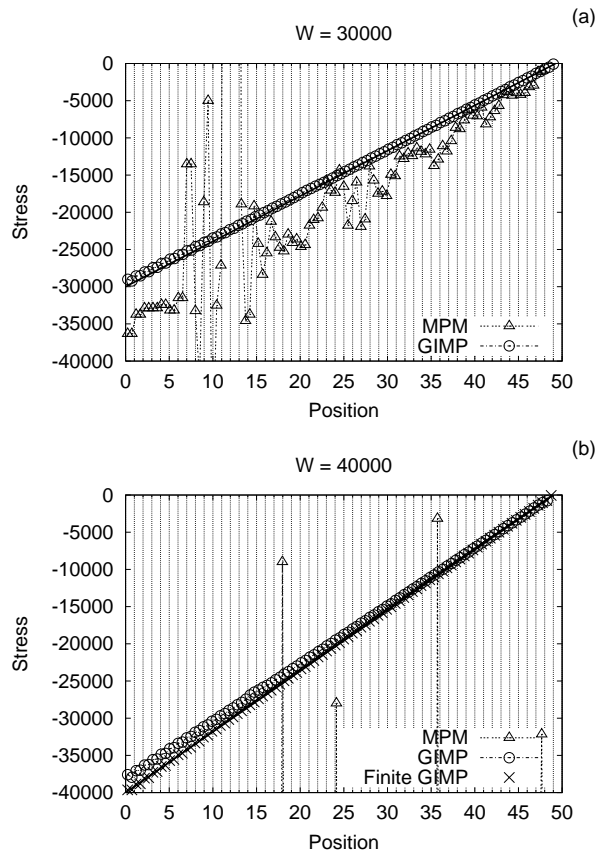 (a)
W = 30000
0
-5000
-10000
-15000
-20000
-25000
-30000
-35000
-40000
Stress
MPM
GIMP
0 5 10 15 20 25 30 35 40 45 50
Position
(b)
W = 40000
0
-5000
-10000
-15000
-20000
-25000
-30000
-35000
-40000
Stress
MPM
GIMP
Finite GIMP
0 5 10 15 20 25 30 35 40 45 50
Position